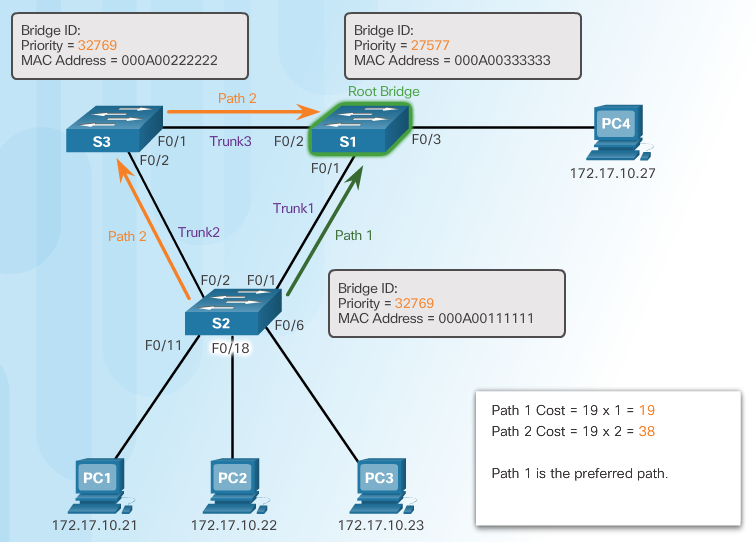 Bridge ID:
Priority = 32769
MAC Address = 000A00222222
Bridge ID:
Priority = 27577
MAC Address = 000A00333333
Path 2
Root Bridge
S3
F0/1
Trunk3
F0/2
S1
F0/3
PC4
F0/2
F0/1
172.17.10.27
Trunk1
Path 2
Trunk2
Path 1
F0/2
F0/1
Bridge ID:
Priority = 32769
MAC Address = 000A00111111
S2
F0/6
F0/11
F0/18
Path 1 Cost = 19 x 1 = 19
Path 2 Cost = 19 x 2 = 38
Path 1 is the preferred path.
PC1
PC2
PC3
172.17.10.21
172.17.10.22
172.17.10.23